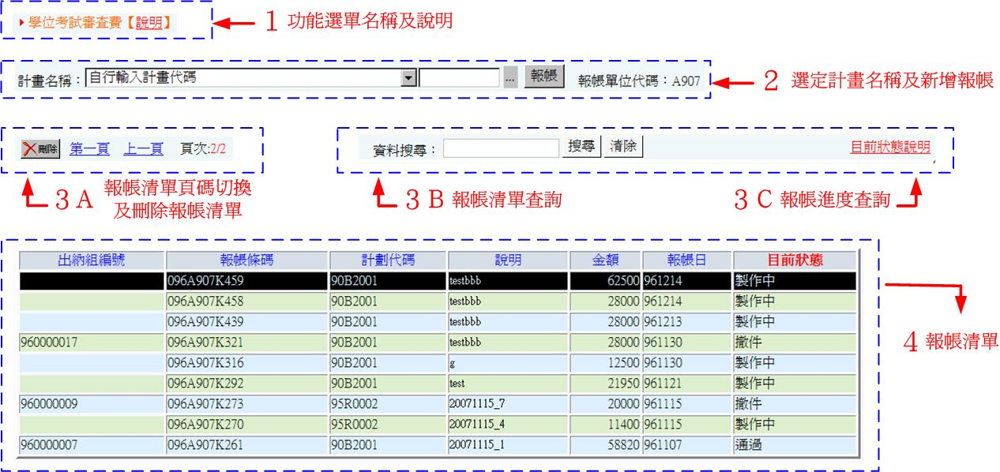 學位考試審查費【說明】
1 功能選單名稱及說明
計畫名稱：自行輸入計畫代碼 ... 報帳 報帳單位代碼：A907
2 選定計畫名稱及新增報帳
刪除 第一頁 上一頁 頁次:2/2
資料搜尋： 搜尋 清除 目前狀態說明
3 A 報帳清單頁碼切換
及刪除報帳清單
3 B 報帳清單查詢
3 C 報帳進度查詢
出納組編號 報帳條碼 計劃代碼 說明 金額 報帳日 目前狀態
096A907K459 90B2001 testbbb 62500 961214 製作中
096A907K458 90B2001 testbbb 28000 961214 製作中
096A907K439 90B2001 testbbb 28000 961213 製作中
960000017 096A907K321 90B2001 testbbb 28000 961130 撤件
096A907K316 90B2001 g 12500 961130 製作中
096A907K292 90B2001 test 21950 961121 製作中
960000009 096A907K273 95R0002 20071115_7 20000 961115 撤件
096A907K270 95R0002 20071115_4 11400 961115 製作中
960000007 096A907K261 90B2001 20071115_1 58820 961107 通過
4 報帳清單